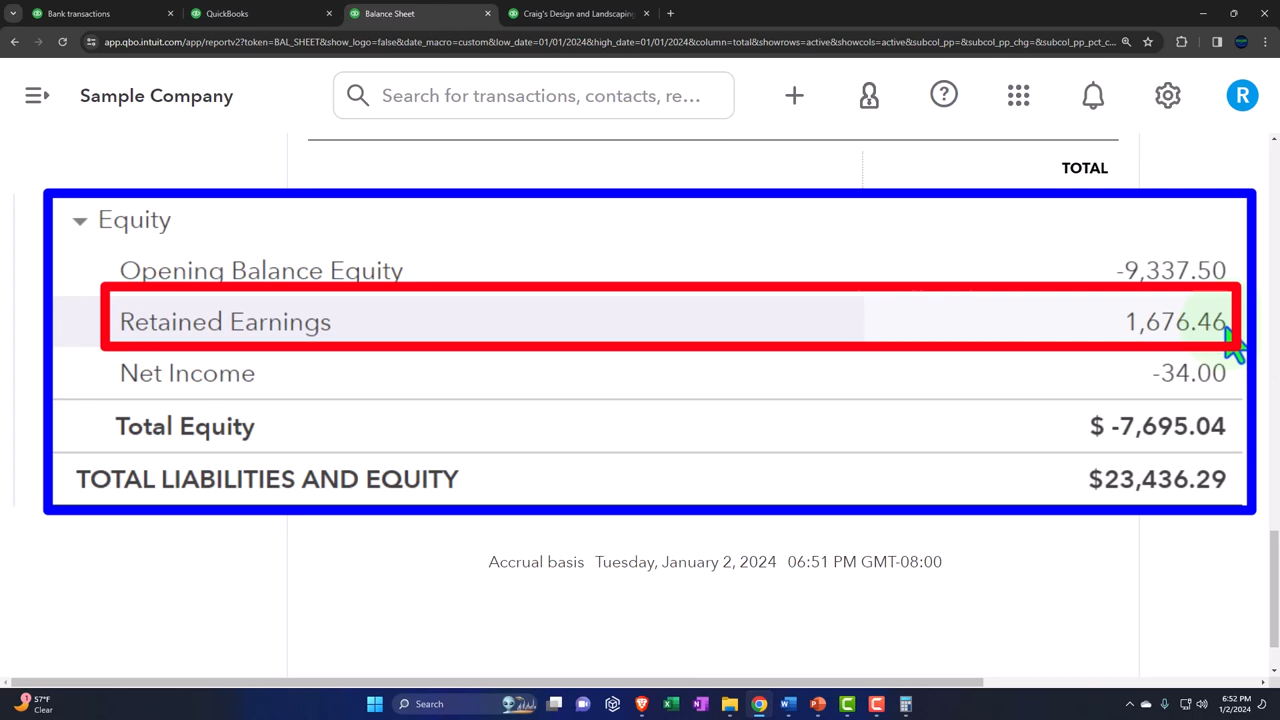 Bank transactions
QuickBooks
Balance Sheet
Craig's Design and Landscaping
app.qbo.intuit.com/app/reportv2?token=BAL_SHEET&show_logo=false&date_macro=custom&low_date=01/01/2024&high_date=01/01/2024&column=total&showrows=active&showcols=active&subcol_pp=&subcol_pp_chg=&subcol_pp_pct_c...
Sample Company
Search for transactions, contacts, re...
R
TOTAL
Equity
Opening Balance Equity -9,337.50
Retained Earnings 1,676.46
Net Income -34.00
Total Equity $ -7,695.04
TOTAL LIABILITIES AND EQUITY $23,436.29
Accrual basis Tuesday, January 2, 2024 06:51 PM GMT-08:00
57°F
Clear
Search
6:52 PM
1/2/2024